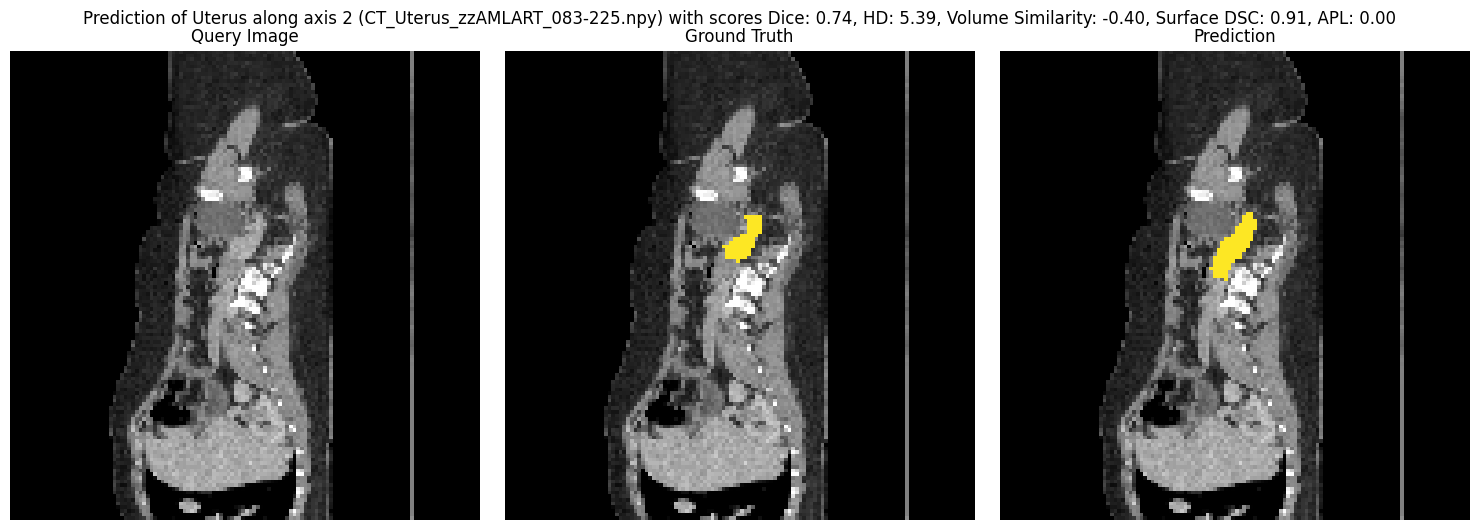 Prediction of Uterus along axis 2 (CT_Uterus_zzAMLART_083-225.npy) with scores Dice: 0.74, HD: 5.39, Volume Similarity: -0.40, Surface DSC: 0.91, APL: 0.00
Query Image
Ground Truth
Prediction